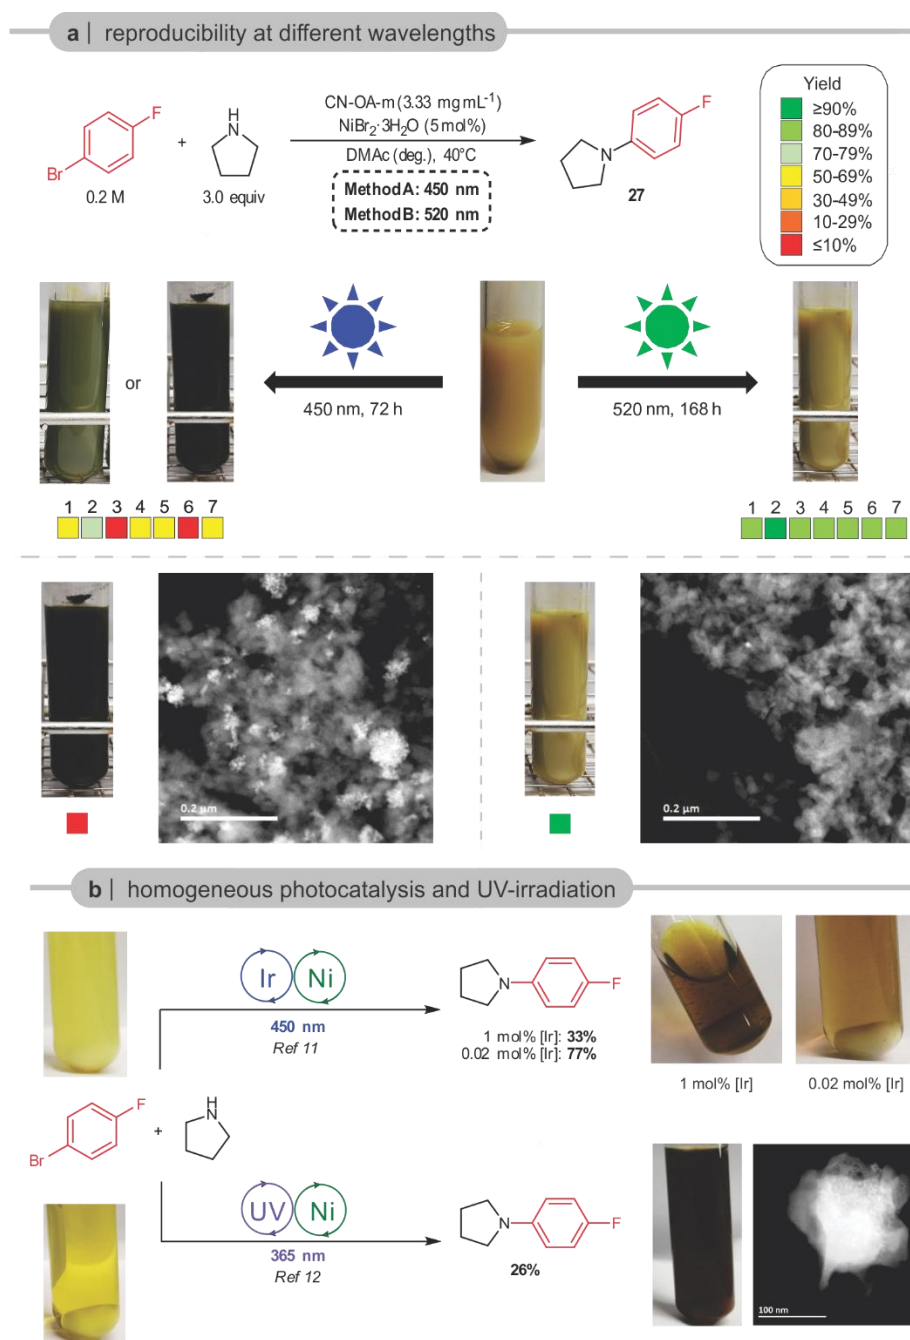 a | reproducibility at different wavelengths
Br
F
0.2 M
+
H
N
3.0 equiv
CN-OA-m (3.33 mg mL⁻¹)
NiBr₂·3H₂O (5 mol%)
DMAc (deg.), 40°C
Method A: 450 nm
Method B: 520 nm
N
F
27
Yield
≥90%
80-89%
70-79%
50-69%
30-49%
10-29%
≤10%
or
450 nm, 72 h
520 nm, 168 h
1 2 3 4 5 6 7
1 2 3 4 5 6 7
0.2 µm
0.2 µm
b | homogeneous photocatalysis and UV-irradiation
Ir Ni
450 nm
Ref 11
N
F
1 mol% [Ir]: 33%
0.02 mol% [Ir]: 77%
1 mol% [Ir]
0.02 mol% [Ir]
Br
F
+
H
N
UV Ni
365 nm
Ref 12
N
F
26%
100 nm